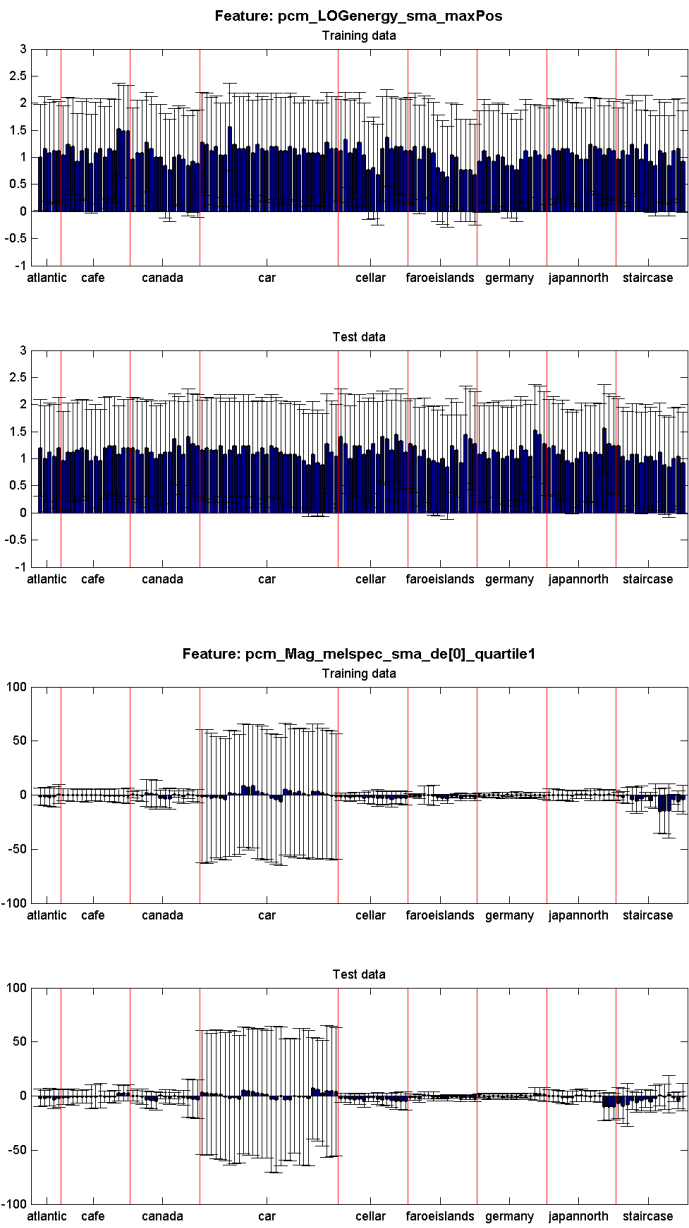 Feature: pcm_LOGenergy_sma_maxPos
Training data
3
2.5
2
1.5
1
0.5
0
-0.5
-1
atlantic cafe canada car cellar faroeislands germany japannorth staircase
Test data
3
2.5
2
1.5
1
0.5
0
-0.5
-1
atlantic cafe canada car cellar faroeislands germany japannorth staircase
Feature: pcm_Mag_melspec_sma_de[0]_quartile1
Training data
100
50
0
-50
-100
atlantic cafe canada car cellar faroeislands germany japannorth staircase
Test data
100
50
0
-50
-100
atlantic cafe canada car cellar faroeislands germany japannorth staircase